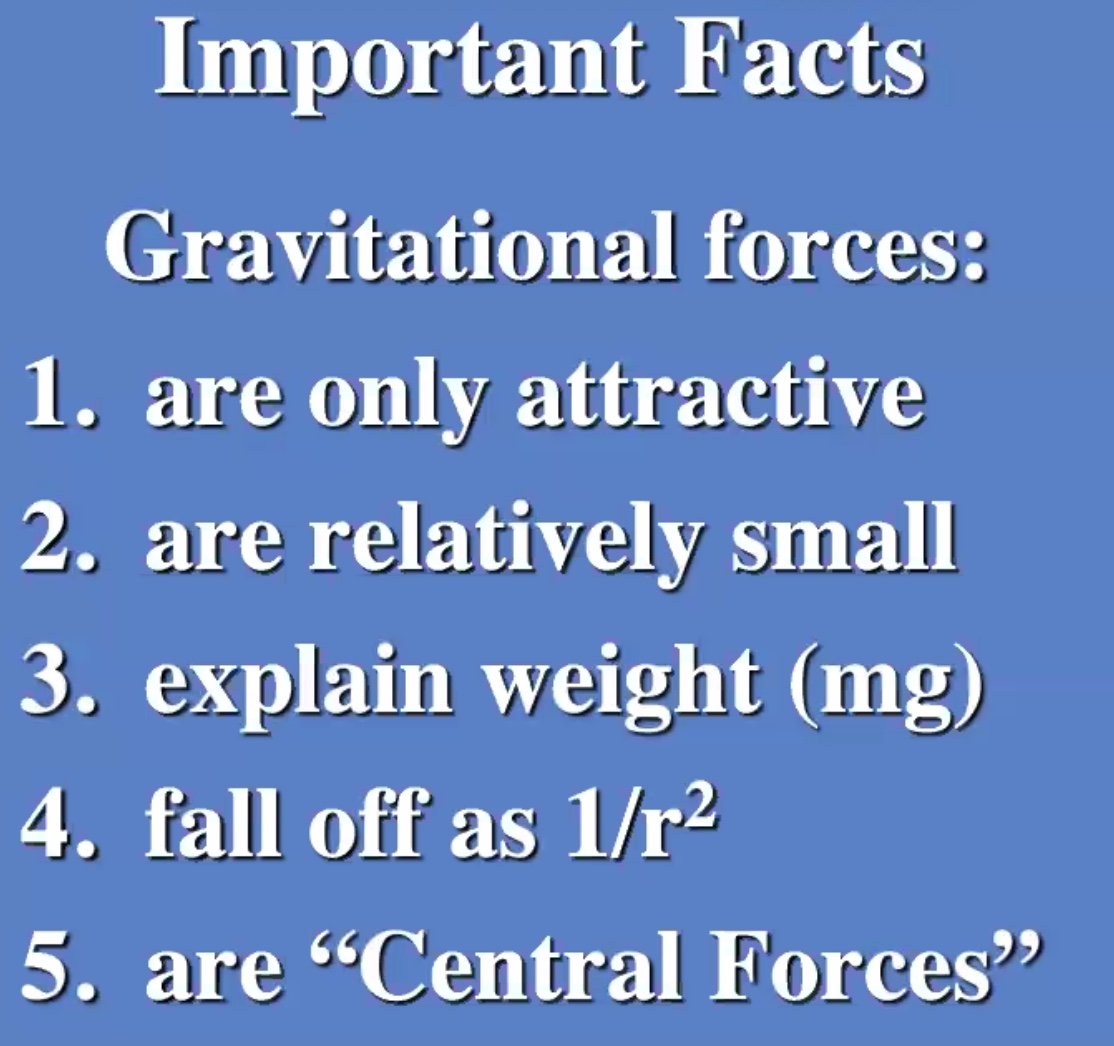 Important Facts
Gravitational forces:
1. are only attractive
2. are relatively small
3. explain weight (mg)
4. fall off as 1/r²
5. are “Central Forces”